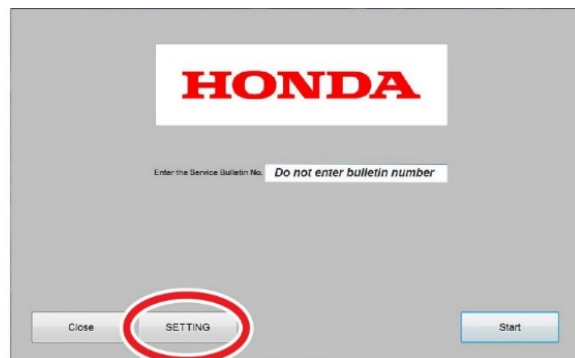 HONDA
Enter the Service Bulletin No. Do not enter bulletin number
Close SETTING Start